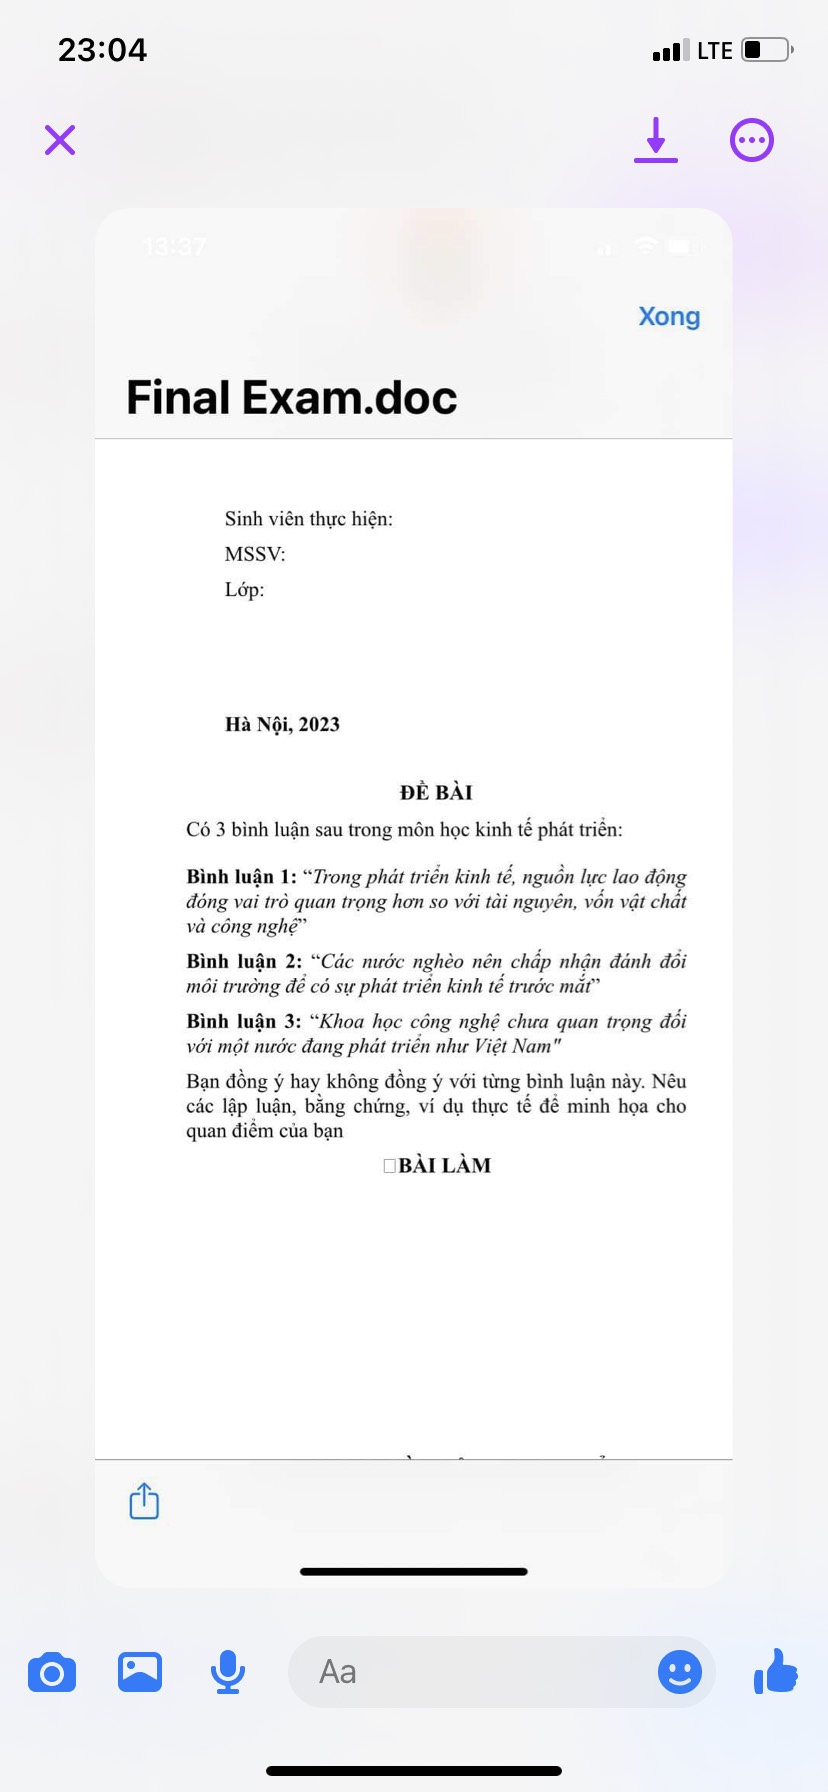 23:04
LTE
13:37
Xong
Final Exam.doc
Sinh viên thực hiện:
MSSV:
Lớp:
Hà Nội, 2023
ĐỀ BÀI
Có 3 bình luận sau trong môn học kinh tế phát triển:
Bình luận 1: “Trong phát triển kinh tế, nguồn lực lao động
đóng vai trò quan trọng hơn so với tài nguyên, vốn vật chất
và công nghệ”
Bình luận 2: “Các nước nghèo nên chấp nhận đánh đổi
môi trường để có sự phát triển kinh tế trước mắt”
Bình luận 3: “Khoa học công nghệ chưa quan trọng đối
với một nước đang phát triển như Việt Nam"
Bạn đồng ý hay không đồng ý với từng bình luận này. Nêu
các lập luận, bằng chứng, ví dụ thực tế để minh họa cho
quan điểm của bạn
BÀI LÀM
Aa